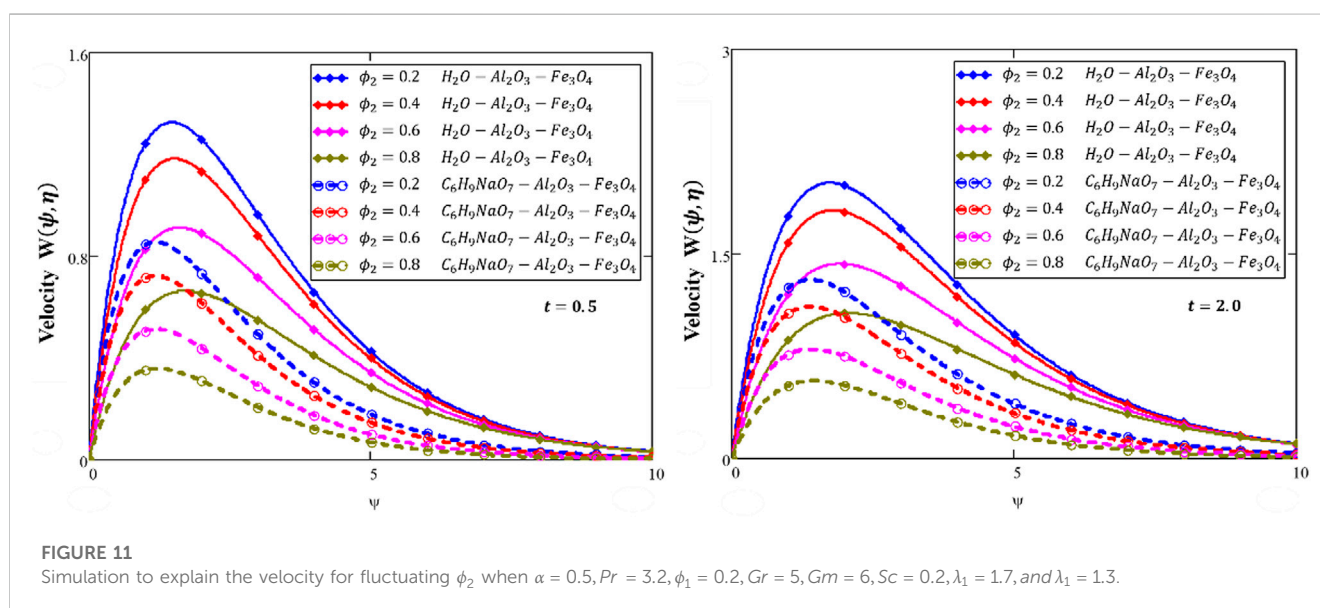 1.6
Velocity W(ψ, η)
0.8
0
ϕ₂ = 0.2 H₂O − Al₂O₃ − Fe₃O₄
ϕ₂ = 0.4 H₂O − Al₂O₃ − Fe₃O₄
ϕ₂ = 0.6 H₂O − Al₂O₃ − Fe₃O₄
ϕ₂ = 0.8 H₂O − Al₂O₃ − Fe₃O₄
ϕ₂ = 0.2 C₆H₉NaO₇ − Al₂O₃ − Fe₃O₄
ϕ₂ = 0.4 C₆H₉NaO₇ − Al₂O₃ − Fe₃O₄
ϕ₂ = 0.6 C₆H₉NaO₇ − Al₂O₃ − Fe₃O₄
ϕ₂ = 0.8 C₆H₉NaO₇ − Al₂O₃ − Fe₃O₄
t = 0.5
0 5 10
ψ
3
Velocity W(ψ, η)
1.5
0
ϕ₂ = 0.2 H₂O − Al₂O₃ − Fe₃O₄
ϕ₂ = 0.4 H₂O − Al₂O₃ − Fe₃O₄
ϕ₂ = 0.6 H₂O − Al₂O₃ − Fe₃O₄
ϕ₂ = 0.8 H₂O − Al₂O₃ − Fe₃O₄
ϕ₂ = 0.2 C₆H₉NaO₇ − Al₂O₃ − Fe₃O₄
ϕ₂ = 0.4 C₆H₉NaO₇ − Al₂O₃ − Fe₃O₄
ϕ₂ = 0.6 C₆H₉NaO₇ − Al₂O₃ − Fe₃O₄
ϕ₂ = 0.8 C₆H₉NaO₇ − Al₂O₃ − Fe₃O₄
t = 2.0
0 5 10
ψ
FIGURE 11
Simulation to explain the velocity for fluctuating ϕ₂ when α = 0.5, Pr = 3.2, ϕ₁ = 0.2, Gr = 5, Gm = 6, Sc = 0.2, λ₁ = 1.7, and λ₁ = 1.3.